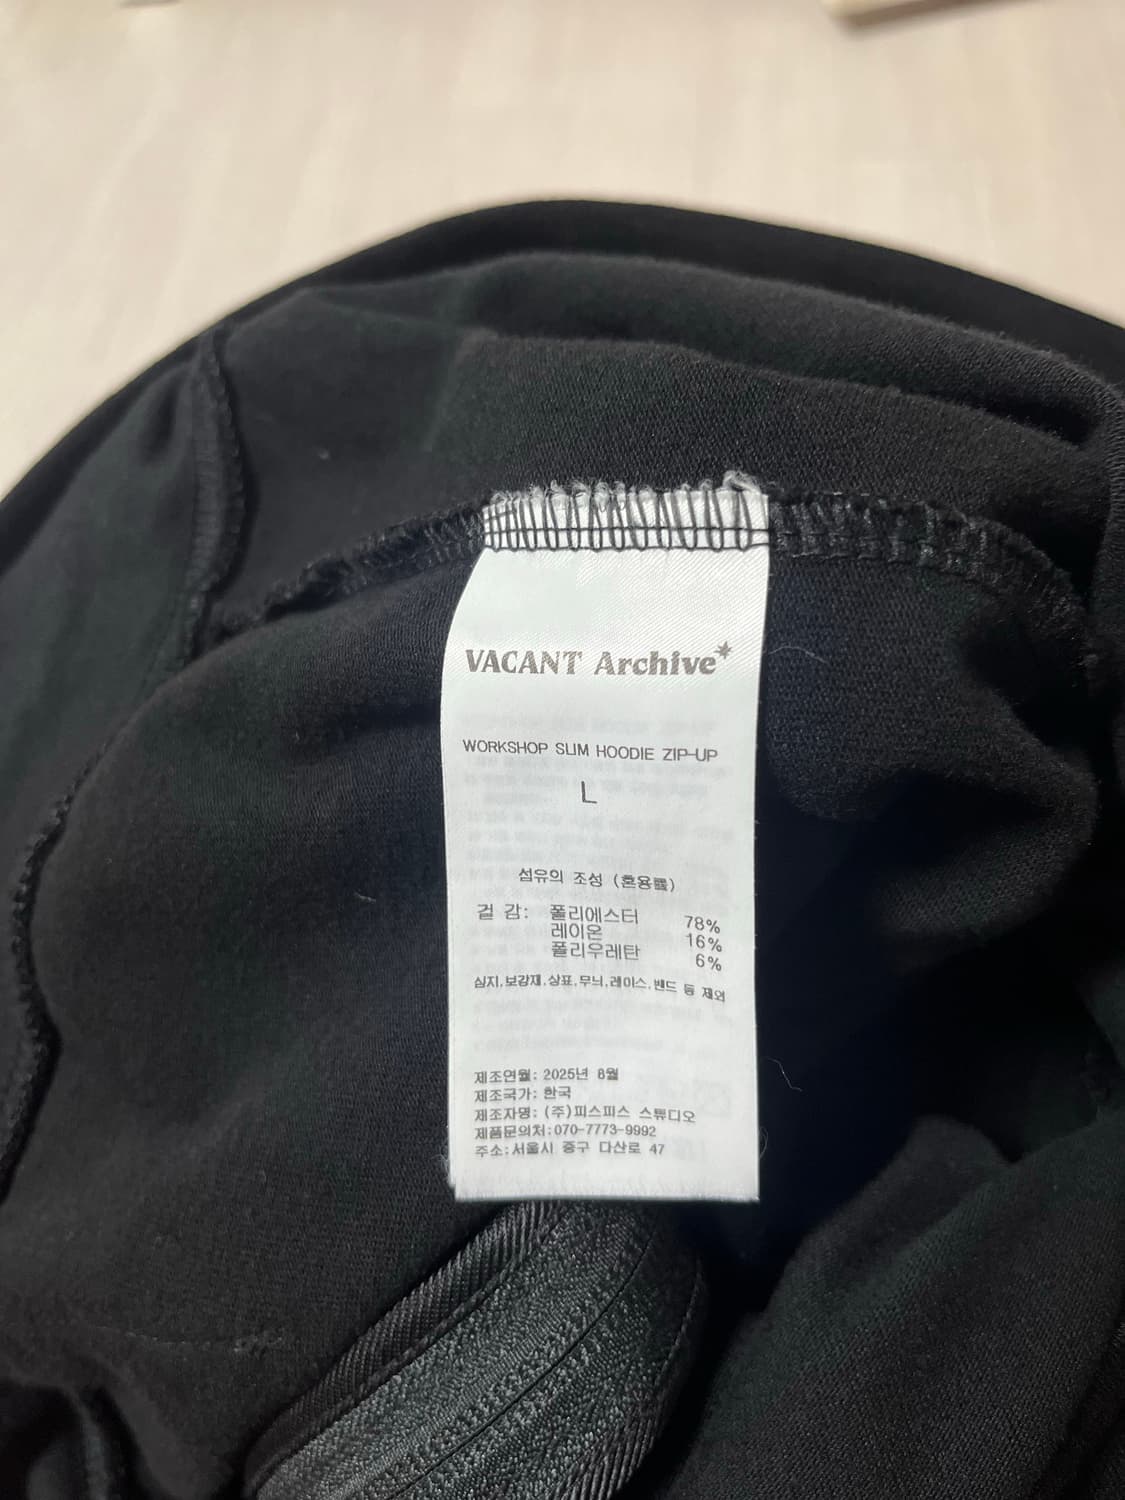 VACANT Archive*
WORKSHOP SLIM HOODIE ZIP-UP
L
섬유의 조성 (혼용률)
겉 감: 폴리에스터 78%
레이온 16%
폴리우레탄 6%
심지,보강재,상표,무늬,레이스,밴드 등 제외
제조연월: 2025년 8월
제조국가: 한국
제조자명: (주)피스피스 스튜디오
제품문의처:070-7773-9992
주소:서울시 중구 다산로 47